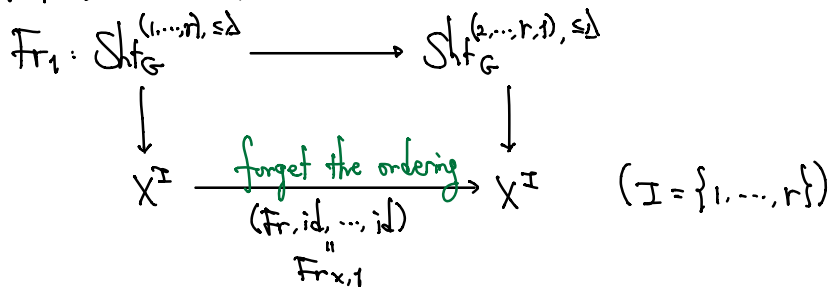 Fr₁ : Sht_G^{(1,…,r), ≤λ} ⟶ Sht_G^{(2,…,r,1), ≤λ}
↓ ↓
X^I ⟶ X^I (I = {1, …, r})
forget the ordering
(Fr, id, …, id)
=
Fr_{X,1}